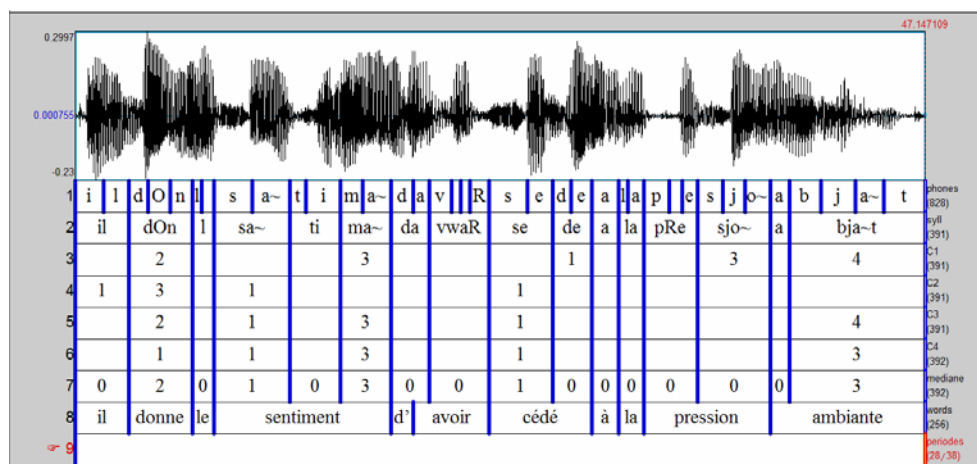 47.147109
0.2997
0.000755
-0.23
1 i l d O n l s a~ t i m a~ d a v R s e d e a l a p e s j o~ a b j a~ t phones (828)
2 il dOn l sa~ ti ma~ da vwaR se de a la pRe sjo~ a bja~t syll (391)
3 2 3 1 3 4 C1 (391)
4 1 3 1 1 C2 (391)
5 2 1 3 1 4 C3 (391)
6 1 1 3 1 3 C4 (392)
7 0 2 0 1 0 3 0 0 1 0 0 0 0 0 0 3 mediane (392)
8 il donne le sentiment d' avoir cédé à la pression ambiante words (256)
☞ 9 periodes (28/38)